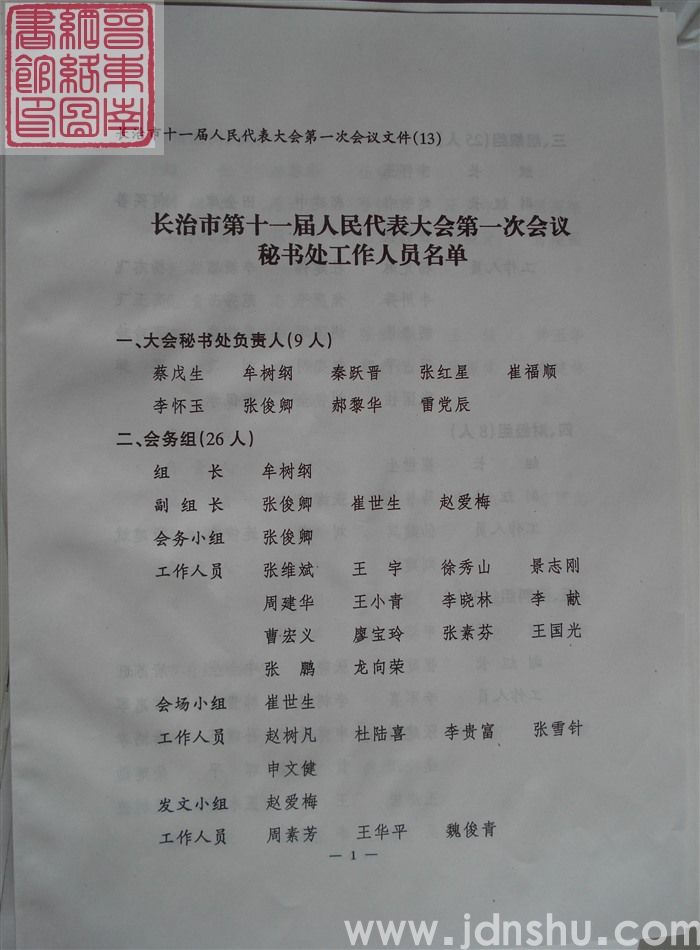 晋东南
网络图
书馆印
长治市十一届人民代表大会第一次会议文件(13)
长治市第十一届人民代表大会第一次会议
秘书处工作人员名单
一、大会秘书处负责人(9人)
蔡戊生 牟树纲 秦跃晋 张红星 崔福顺
李怀玉 张俊卿 郝黎华 雷党辰
二、会务组(26人)
组 长 牟树纲
副 组 长 张俊卿 崔世生 赵爱梅
会务小组 张俊卿
工作人员 张维斌 王 宇 徐秀山 景志刚
周建华 王小青 李晓林 李 献
曹宏义 廖宝玲 张素芬 王国光
张 鹏 龙向荣
会场小组 崔世生
工作人员 赵树凡 杜陆喜 李贵富 张雪针
申文健
发文小组 赵爱梅
工作人员 周素芳 王华平 魏俊青
— 1 —
www.jdnshu.com